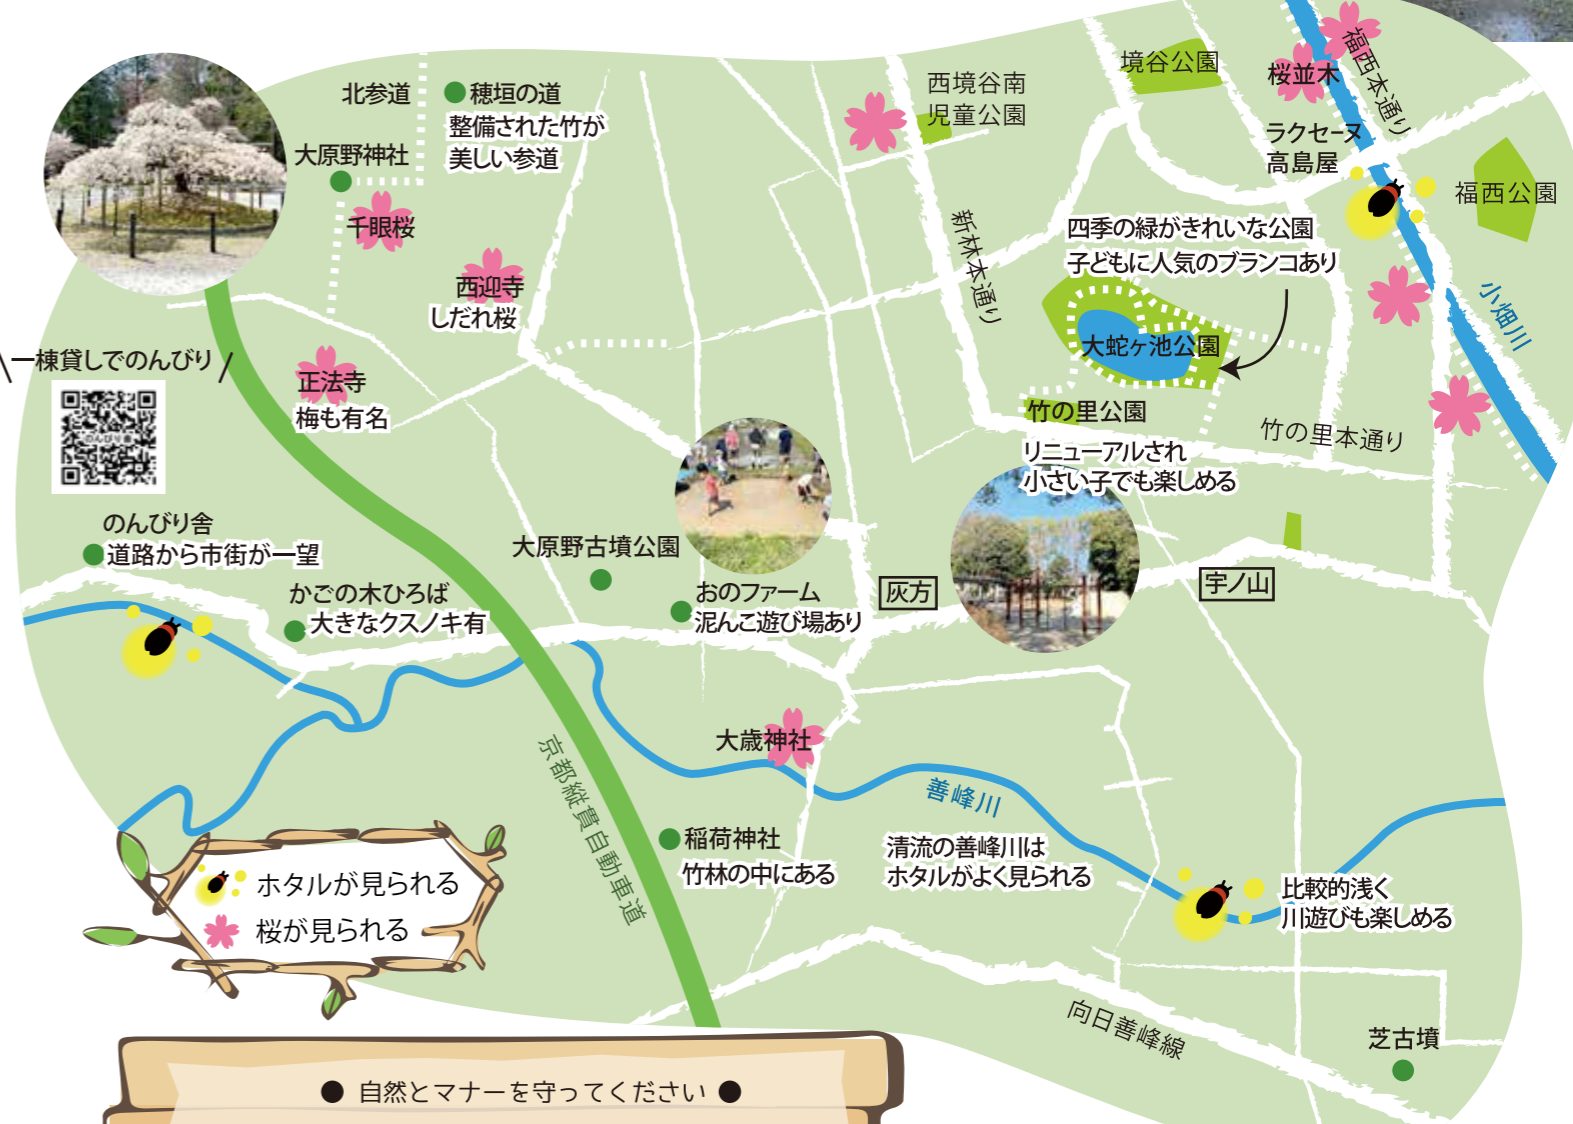 北参道
穂垣の道
整備された竹が
美しい参道
大原野神社
千眼桜
西迎寺
しだれ桜
一棟貸しでのんびり
正法寺
梅も有名
のんびり舎
のんびり舎
道路から市街が一望
かごの木ひろば
大きなクスノキ有
大原野古墳公園
おのファーム
泥んこ遊び場あり
灰方
西境谷南
児童公園
境谷公園
桜並木
福西本通り
ラクセーヌ
高島屋
福西公園
新林本通り
四季の緑がきれいな公園
子どもに人気のブランコあり
大蛇ヶ池公園
小畑川
竹の里公園
リニューアルされ
小さい子でも楽しめる
竹の里本通り
宇ノ山
大歳神社
京都縦貫自動車道
稲荷神社
竹林の中にある
善峰川
清流の善峰川は
ホタルがよく見られる
比較的浅く
川遊びも楽しめる
向日善峰線
芝古墳
ホタルが見られる
桜が見られる
● 自然とマナーを守ってください ●